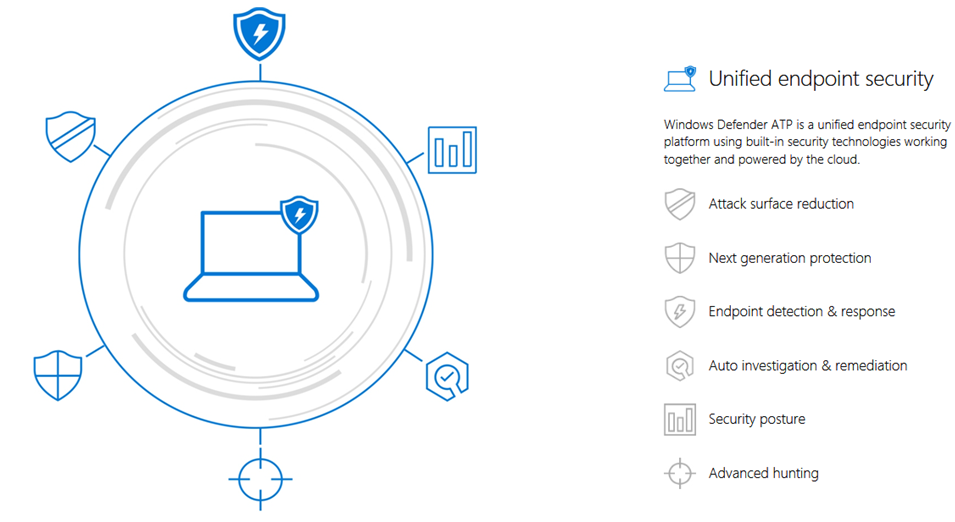 Unified endpoint security
Windows Defender ATP is a unified endpoint security
platform using built-in security technologies working
together and powered by the cloud.
Attack surface reduction
Next generation protection
Endpoint detection & response
Auto investigation & remediation
Security posture
Advanced hunting